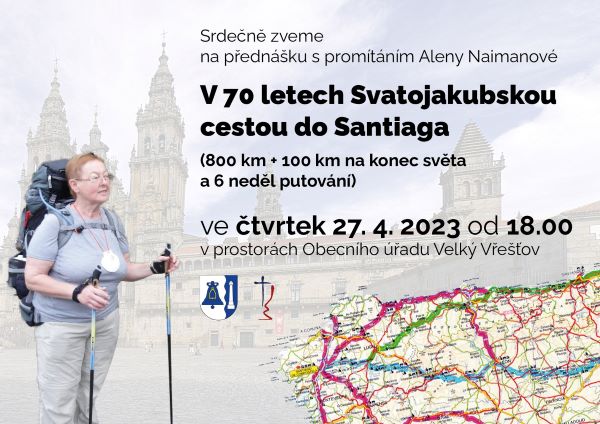 Srdečně zveme
na přednášku s promítáním Aleny Naimanové
V 70 letech Svatojakubskou
cestou do Santiaga
(800 km + 100 km na konec světa
a 6 neděl putování)
ve čtvrtek 27. 4. 2023 od 18.00
v prostorách Obecního úřadu Velký Vřešťov